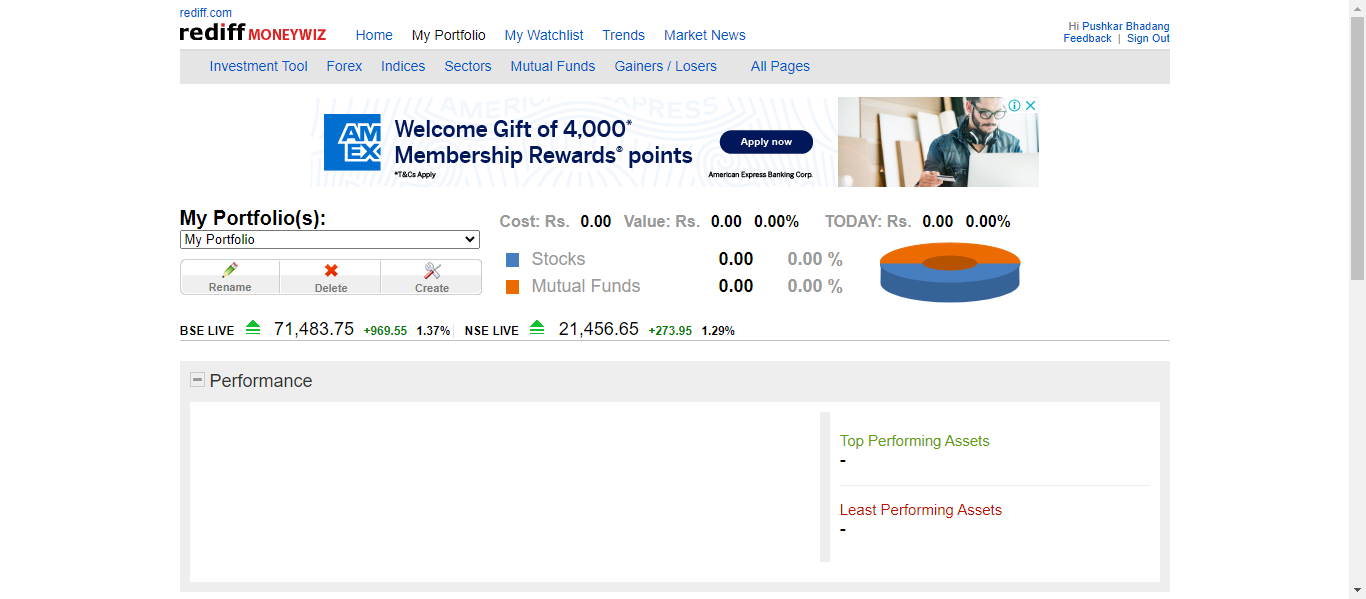 rediff.com
rediff MONEYWIZ Home My Portfolio My Watchlist Trends Market News
Hi Pushkar Bhadang
Feedback | Sign Out
Investment Tool Forex Indices Sectors Mutual Funds Gainers / Losers All Pages
AMERICAN EXPRESS
AM
EX
Welcome Gift of 4,000*
Membership Rewards® points
*T&Cs Apply
Apply now
American Express Banking Corp.
My Portfolio(s):
My Portfolio
Rename Delete Create
Cost: Rs. 0.00 Value: Rs. 0.00 0.00% TODAY: Rs. 0.00 0.00%
Stocks 0.00 0.00 %
Mutual Funds 0.00 0.00 %
BSE LIVE 71,483.75 +969.55 1.37% NSE LIVE 21,456.65 +273.95 1.29%
Performance
Top Performing Assets
-
Least Performing Assets
-